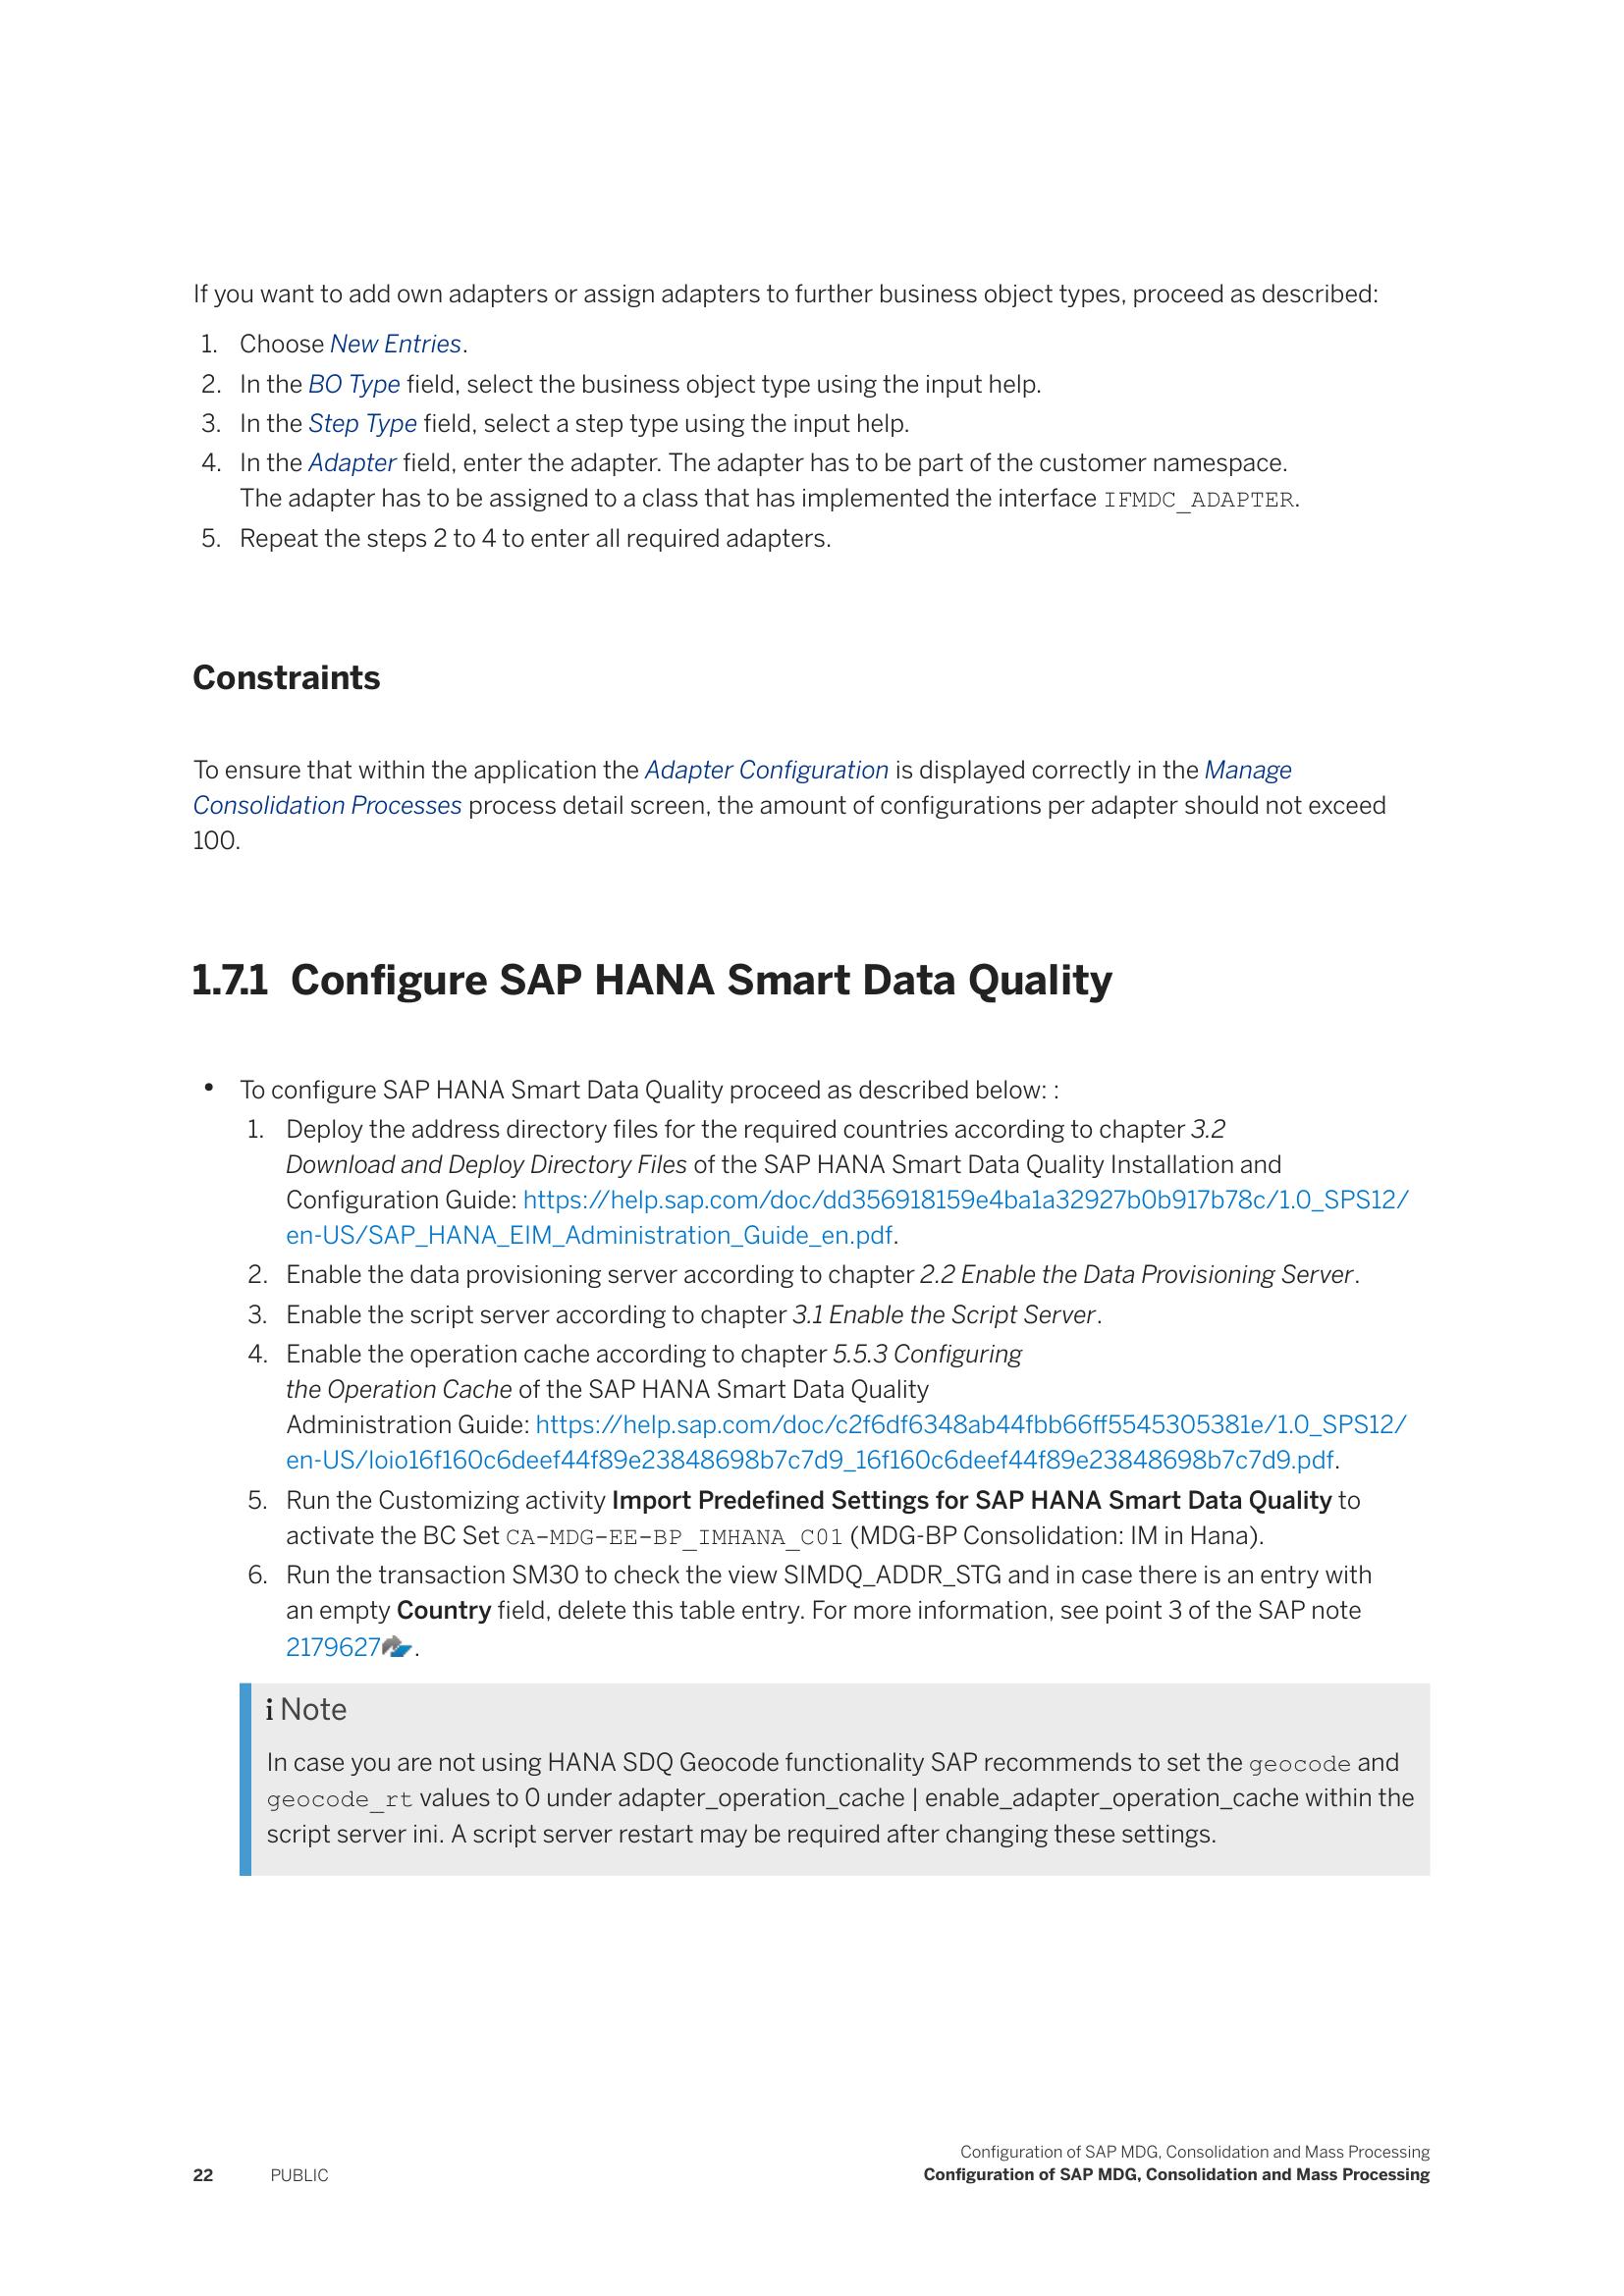 If you want to add own adapters or assign adapters to further business object types, proceed as described:
1. Choose New Entries.
2. In the BO Type field, select the business object type using the input help.
3. In the Step Type field, select a step type using the input help.
4. In the Adapter field, enter the adapter. The adapter has to be part of the customer namespace.
The adapter has to be assigned to a class that has implemented the interface IFMDC_ADAPTER.
5. Repeat the steps 2 to 4 to enter all required adapters.
Constraints
To ensure that within the application the Adapter Configuration is displayed correctly in the Manage
Consolidation Processes process detail screen, the amount of configurations per adapter should not exceed
100.
1.7.1 Configure SAP HANA Smart Data Quality
• To configure SAP HANA Smart Data Quality proceed as described below: :
1. Deploy the address directory files for the required countries according to chapter 3.2
Download and Deploy Directory Files of the SAP HANA Smart Data Quality Installation and
Configuration Guide: https://help.sap.com/doc/dd356918159e4ba1a32927b0b917b78c/1.0_SPS12/
en-US/SAP_HANA_EIM_Administration_Guide_en.pdf.
2. Enable the data provisioning server according to chapter 2.2 Enable the Data Provisioning Server.
3. Enable the script server according to chapter 3.1 Enable the Script Server.
4. Enable the operation cache according to chapter 5.5.3 Configuring
the Operation Cache of the SAP HANA Smart Data Quality
Administration Guide: https://help.sap.com/doc/c2f6df6348ab44fbb66ff5545305381e/1.0_SPS12/
en-US/loio16f160c6deef44f89e23848698b7c7d9_16f160c6deef44f89e23848698b7c7d9.pdf.
5. Run the Customizing activity Import Predefined Settings for SAP HANA Smart Data Quality to
activate the BC Set CA-MDG-EE-BP_IMHANA_C01 (MDG-BP Consolidation: IM in Hana).
6. Run the transaction SM30 to check the view SIMDQ_ADDR_STG and in case there is an entry with
an empty Country field, delete this table entry. For more information, see point 3 of the SAP note
2179627.
i Note
In case you are not using HANA SDQ Geocode functionality SAP recommends to set the geocode and
geocode_rt values to 0 under adapter_operation_cache | enable_adapter_operation_cache within the
script server ini. A script server restart may be required after changing these settings.
Configuration of SAP MDG, Consolidation and Mass Processing
22 PUBLIC Configuration of SAP MDG, Consolidation and Mass Processing